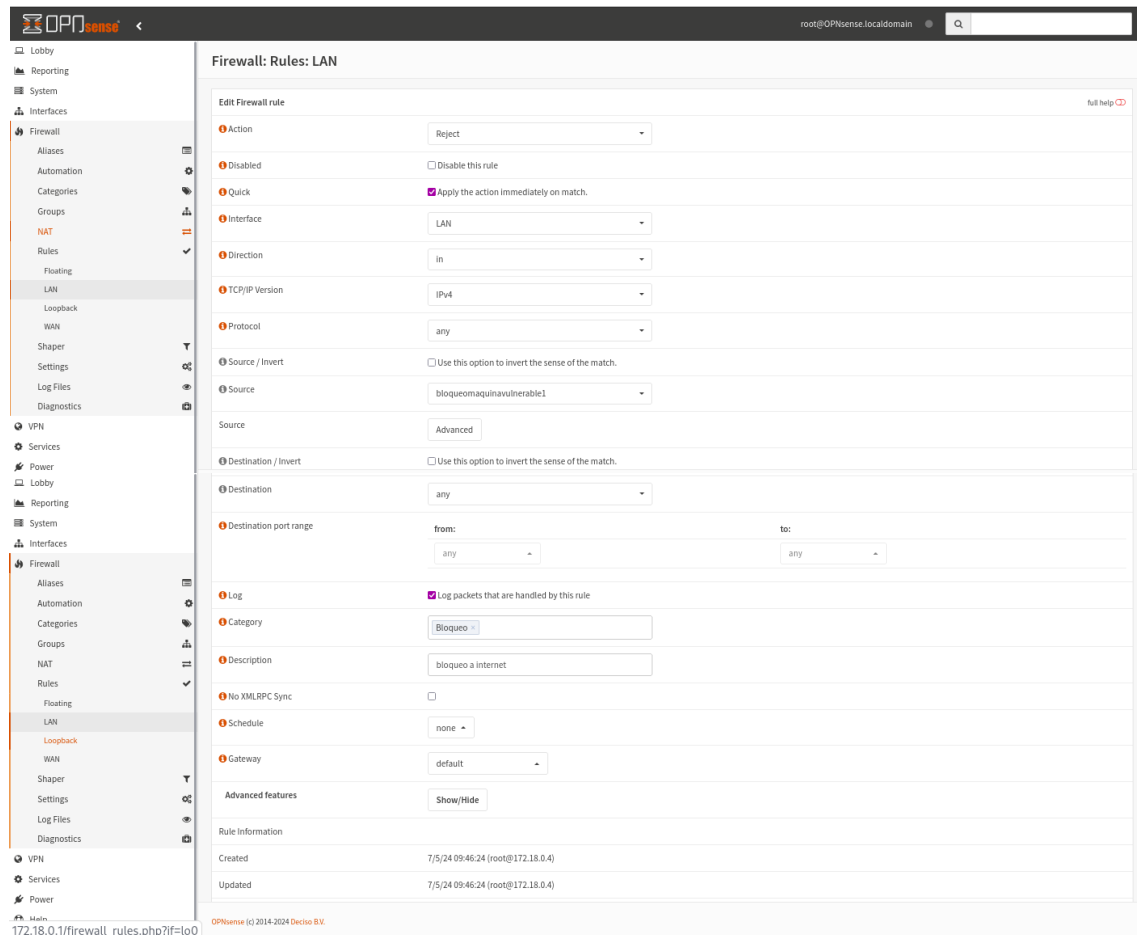 OPNsense
root@OPNsense.localdomain
Lobby
Reporting
System
Interfaces
Firewall
Aliases
Automation
Categories
Groups
NAT
Rules
Floating
LAN
Loopback
WAN
Shaper
Settings
Log Files
Diagnostics
VPN
Services
Power
Lobby
Reporting
System
Interfaces
Firewall
Aliases
Automation
Categories
Groups
NAT
Rules
Floating
LAN
Loopback
WAN
Shaper
Settings
Log Files
Diagnostics
VPN
Services
Power
Help
172.18.0.1/firewall_rules.php?if=lo0
Firewall: Rules: LAN
Edit Firewall rule
full help
Action
Reject
Disabled
Disable this rule
Quick
Apply the action immediately on match.
Interface
LAN
Direction
in
TCP/IP Version
IPv4
Protocol
any
Source / Invert
Use this option to invert the sense of the match.
Source
bloqueomaquinavulnerable1
Source
Advanced
Destination / Invert
Use this option to invert the sense of the match.
Destination
any
Destination port range
from:
to:
any
any
Log
Log packets that are handled by this rule
Category
Bloqueo ×
Description
bloqueo a internet
No XMLRPC Sync
Schedule
none
Gateway
default
Advanced features
Show/Hide
Rule Information
Created
7/5/24 09:46:24 (root@172.18.0.4)
Updated
7/5/24 09:46:24 (root@172.18.0.4)
OPNsense (c) 2014-2024 Deciso B.V.